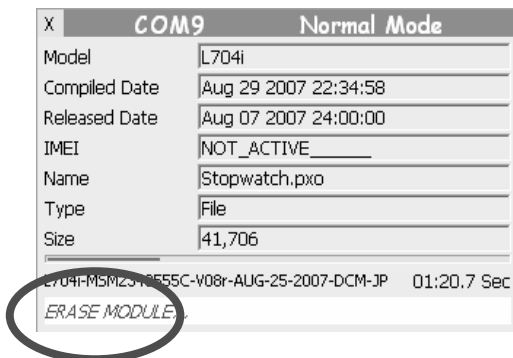 X COM9 Normal Mode
Model L704i
Compiled Date Aug 29 2007 22:34:58
Released Date Aug 07 2007 24:00:00
IMEI NOT_ACTIVE______
Name Stopwatch.pxo
Type File
Size 41,706
01:20.7 Sec
ERASE MODULE